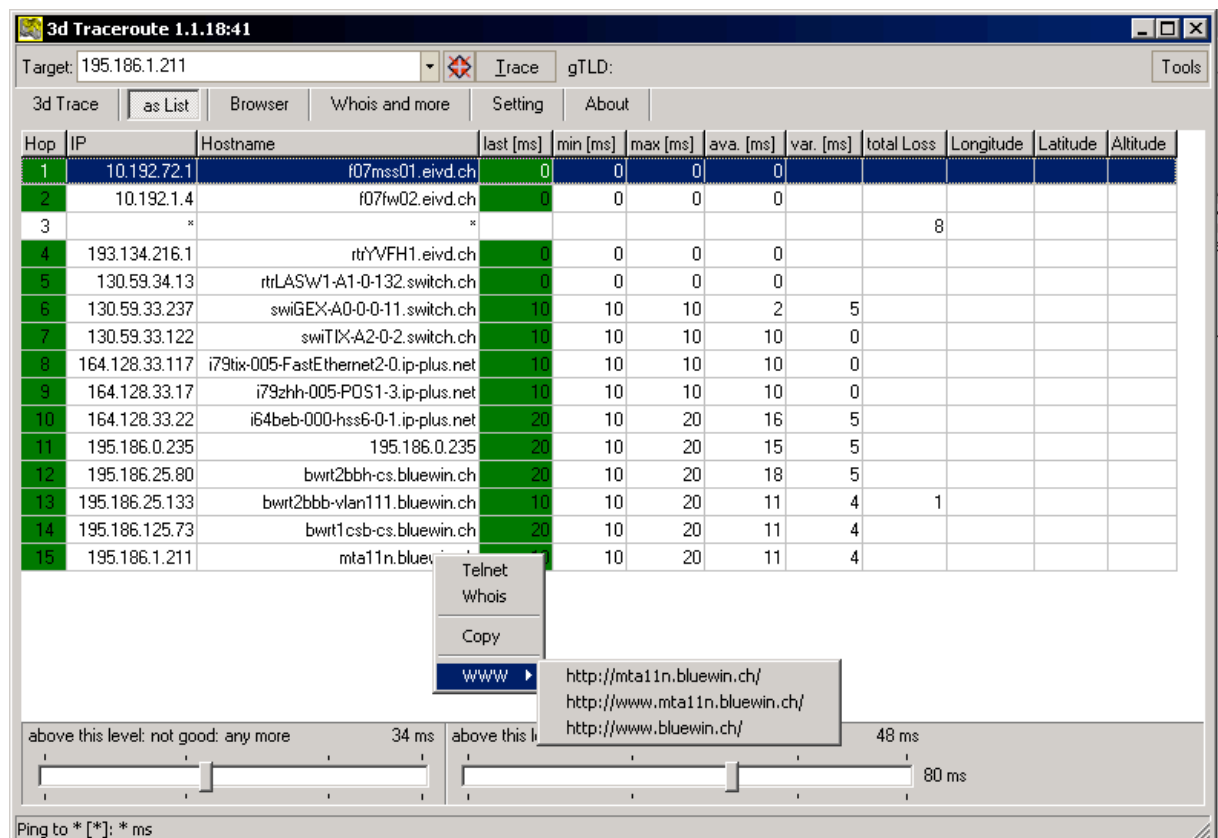 3d Traceroute 1.1.18:41
Target: 195.186.1.211 Trace gTLD: Tools
3d Trace as List Browser Whois and more Setting About
Hop IP Hostname last [ms] min [ms] max [ms] ava. [ms] var. [ms] total Loss Longitude Latitude Altitude
1 10.192.72.1 f07mss01.eivd.ch 0 0 0 0
2 10.192.1.4 f07fw02.eivd.ch 0 0 0 0
3 * * 8
4 193.134.216.1 rtrYVFH1.eivd.ch 0 0 0 0
5 130.59.34.13 rtrLASW1-A1-0-132.switch.ch 0 0 0 0
6 130.59.33.237 swiGEX-A0-0-0-11.switch.ch 10 10 10 2 5
7 130.59.33.122 swiTIX-A2-0-2.switch.ch 10 10 10 10 0
8 164.128.33.117 i79tix-005-FastEthernet2-0.ip-plus.net 10 10 10 10 0
9 164.128.33.17 i79zhh-005-POS1-3.ip-plus.net 10 10 10 10 0
10 164.128.33.22 i64beb-000-hss6-0-1.ip-plus.net 20 10 20 16 5
11 195.186.0.235 195.186.0.235 20 10 20 15 5
12 195.186.25.80 bwrt2bbh-cs.bluewin.ch 20 10 20 18 5
13 195.186.25.133 bwrt2bbb-vlan111.bluewin.ch 10 10 20 11 4 1
14 195.186.125.73 bwrt1csb-cs.bluewin.ch 20 10 20 11 4
15 195.186.1.211 10 20 11 4
Telnet
Whois
Copy
WWW
http://mta11n.bluewin.ch/
http://www.mta11n.bluewin.ch/
http://www.bluewin.ch/
above this level: not good: any more 34 ms above this 48 ms
80 ms
Ping to * [*]: * ms